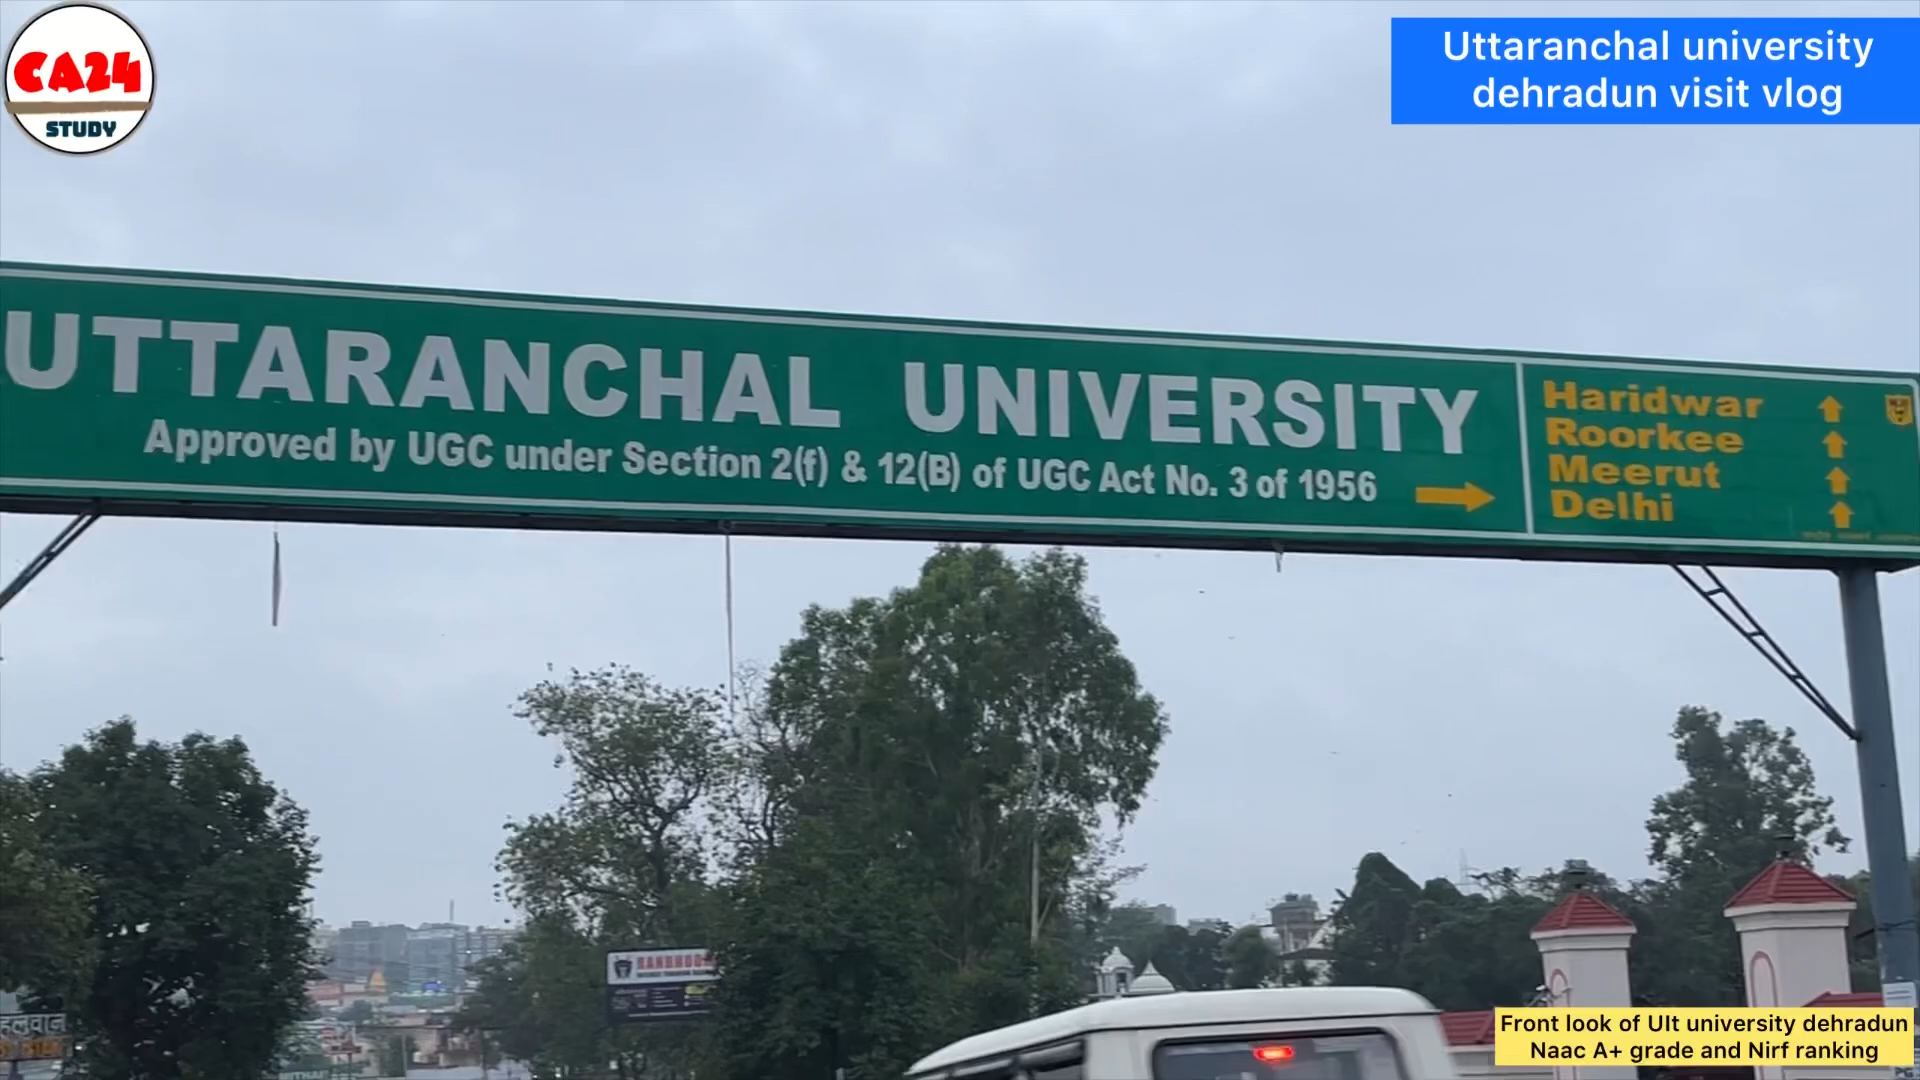 CA24
STUDY
Uttaranchal university
dehradun visit vlog
UTTARANCHAL UNIVERSITY
Approved by UGC under Section 2(f) & 12(B) of UGC Act No. 3 of 1956
Haridwar
Roorkee
Meerut
Delhi
Front look of UIt university dehradun
Naac A+ grade and Nirf ranking